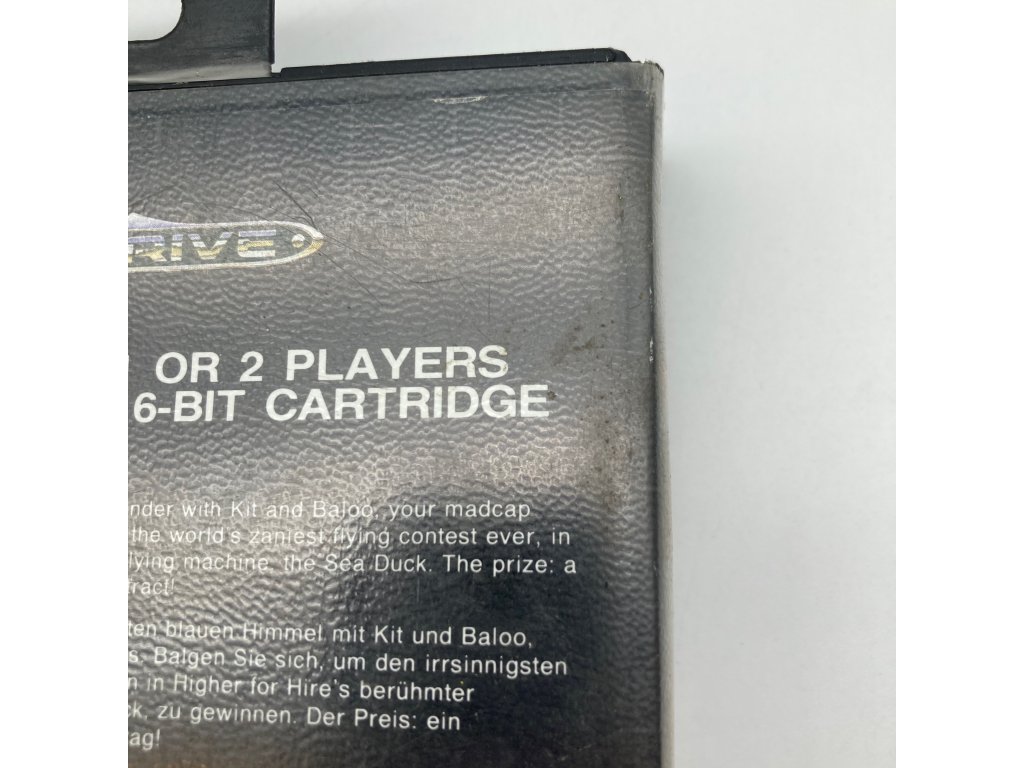 RIVE
OR 2 PLAYERS
6-BIT CARTRIDGE
nder with Kit and Baloo, your madcap
the world's zaniest flying contest ever, in
lying machine, the Sea Duck. The prize: a
tract!
ten blauen Himmel mit Kit und Baloo,
s. Balgen Sie sich, um den irrsinnigsten
n in Higher for Hire's berühmter
ck, zu gewinnen. Der Preis: ein
ag!